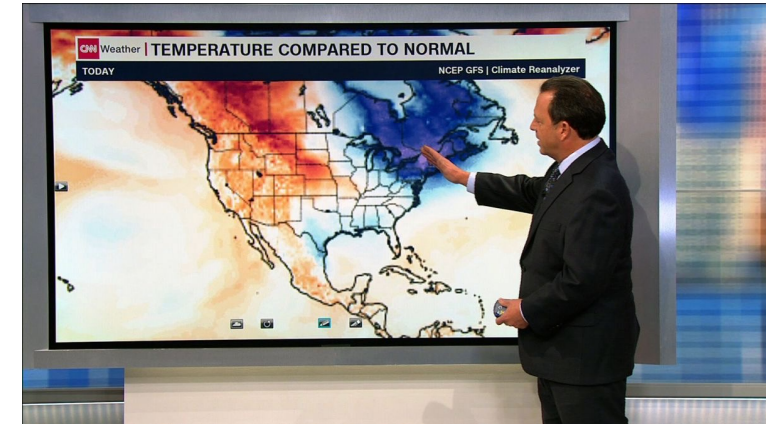 CNN Weather | TEMPERATURE COMPARED TO NORMAL
TODAY NCEP GFS | Climate Reanalyzer